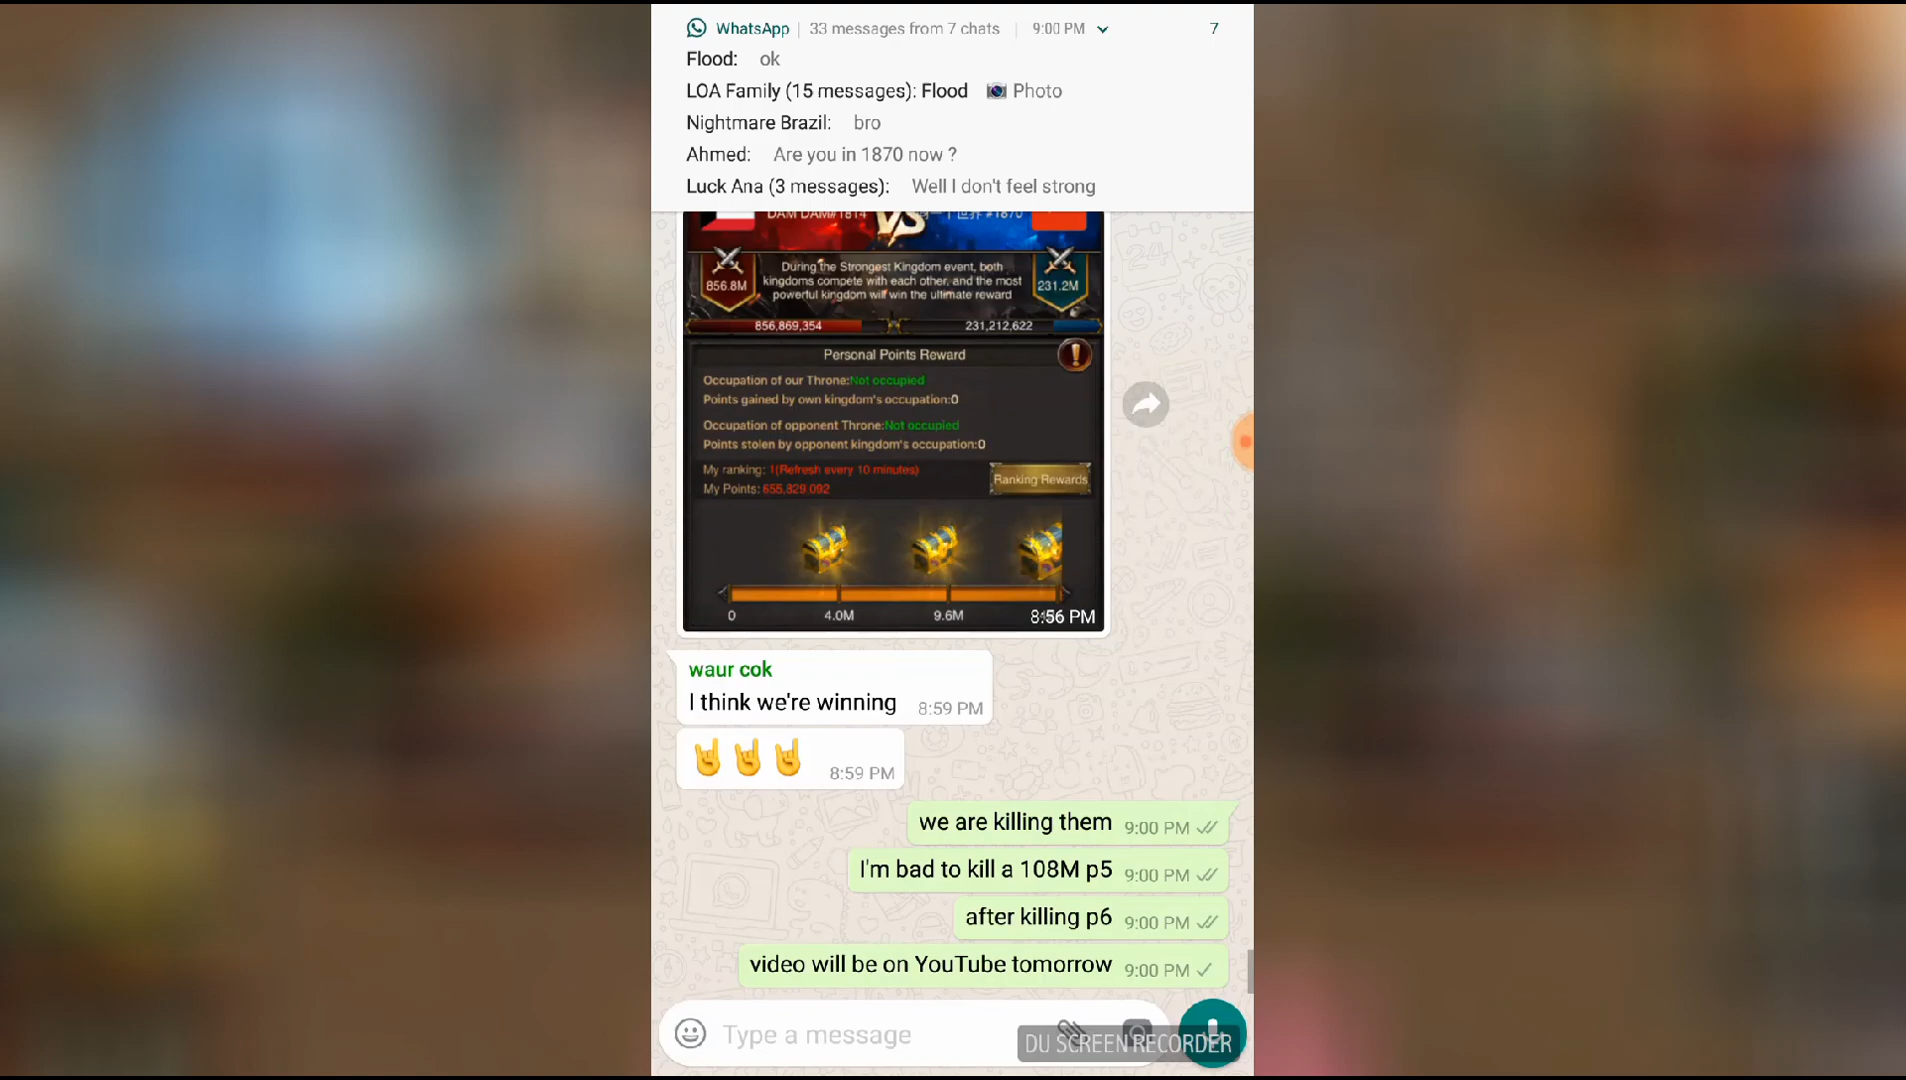 WhatsApp 33 messages from 7 chats 9:00 PM 7
Flood: ok
LOA Family (15 messages): Flood 📷 Photo
Nightmare Brazil: bro
Ahmed: Are you in 1870 now ?
Luck Ana (3 messages): Well I don't feel strong
DAM DAM#1814 VS 一个世界 #1870
During the Strongest Kingdom event, both
kingdoms compete with each other, and the most
powerful kingdom will win the ultimate reward
856.8M 231.2M
856,869,354 231,212,622
Personal Points Reward
Occupation of our Throne:Not occupied
Points gained by own kingdom's occupation:0
Occupation of opponent Throne:Not occupied
Points stolen by opponent kingdom's occupation:0
My ranking: 1(Refresh every 10 minutes)
My Points: 655,829,092
Ranking Rewards
0 4.0M 9.6M
8:56 PM
waur cok
I think we're winning 8:59 PM
🤘🤘🤘 8:59 PM
we are killing them 9:00 PM
I'm bad to kill a 108M p5 9:00 PM
after killing p6 9:00 PM
video will be on YouTube tomorrow 9:00 PM
Type a message
DU SCREEN RECORDER